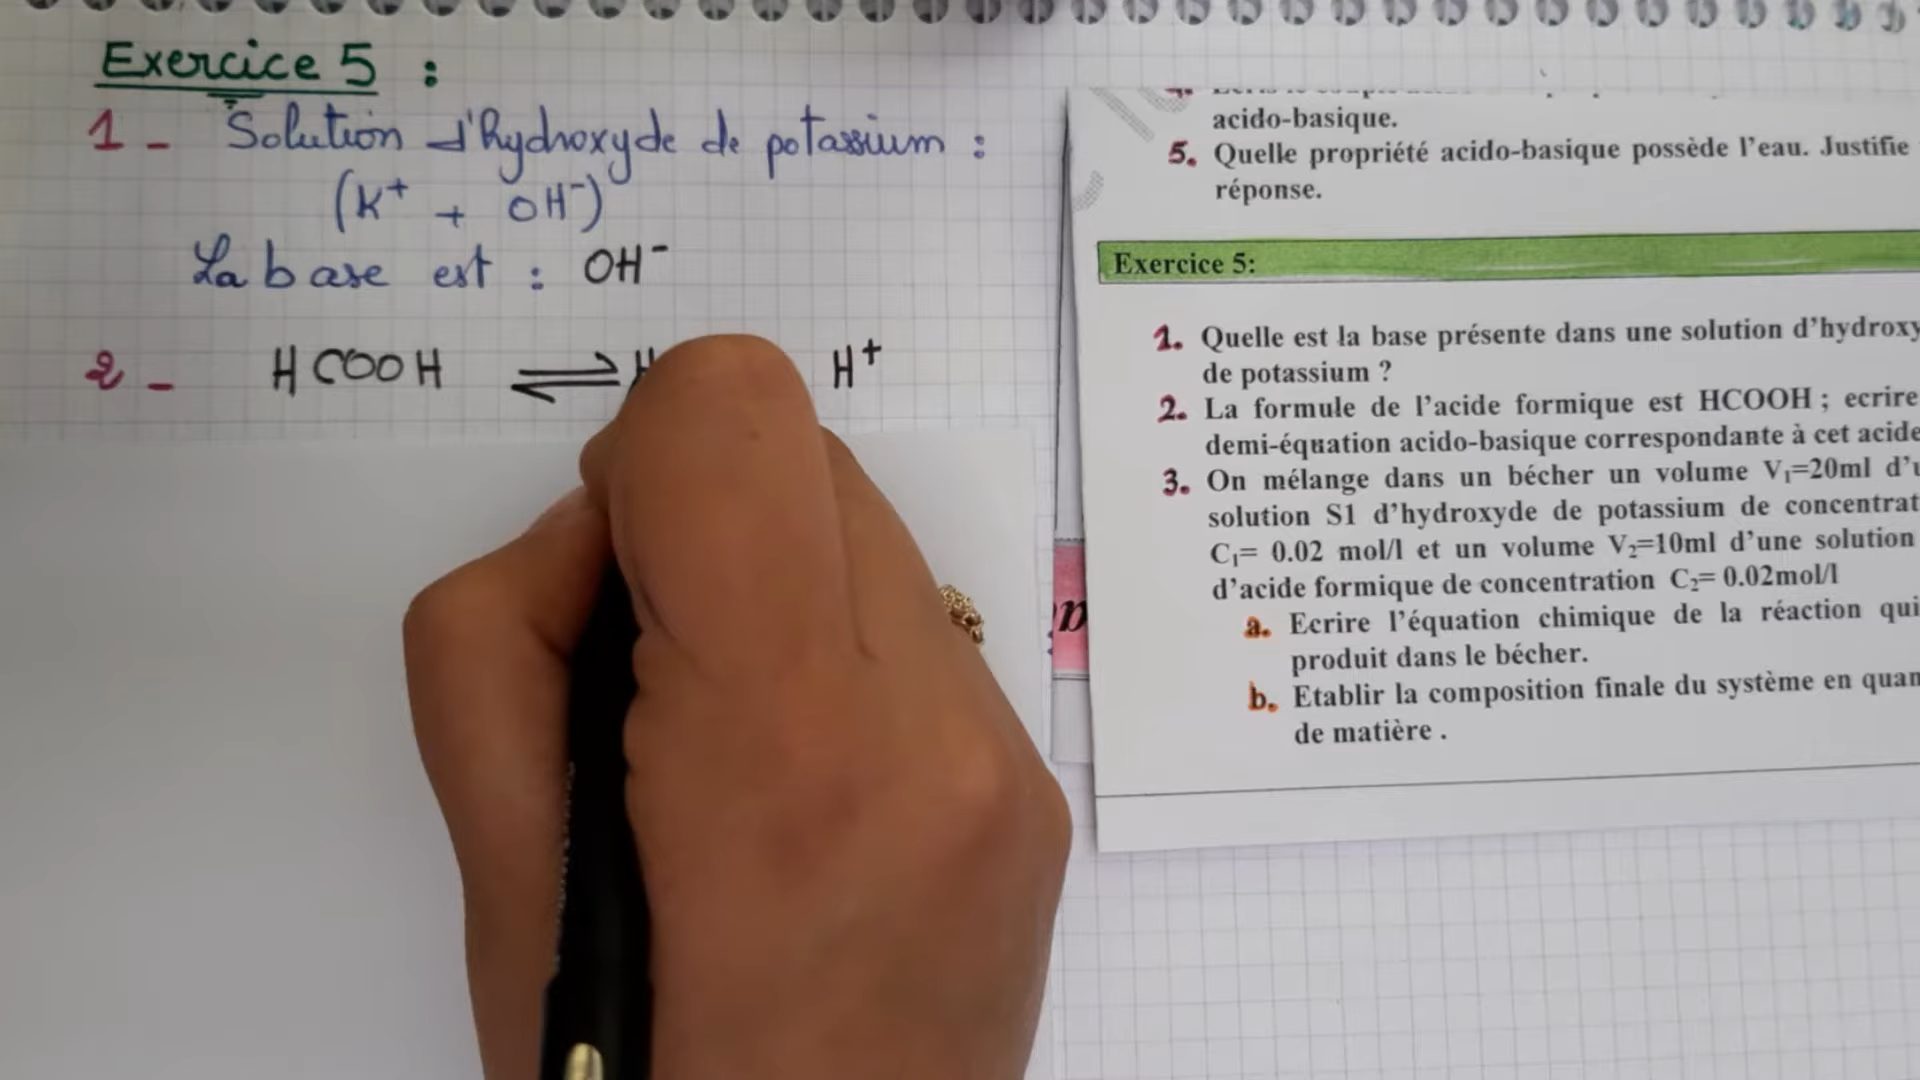 Exercice 5 :
1 - Solution d'hydroxyde de potassium :
(K⁺ + OH⁻)
La base est : OH⁻
2 - HCOOH ⇌ H H⁺
acido-basique.
5. Quelle propriété acido-basique possède l'eau. Justifie
réponse.
Exercice 5:
1. Quelle est la base présente dans une solution d'hydroxy
de potassium ?
2. La formule de l'acide formique est HCOOH ; ecrire
demi-équation acido-basique correspondante à cet acide
3. On mélange dans un bécher un volume V₁=20ml d'u
solution S1 d'hydroxyde de potassium de concentrat
C₁= 0.02 mol/l et un volume V₂=10ml d'une solution
d'acide formique de concentration C₂= 0.02mol/l
a. Ecrire l'équation chimique de la réaction qui
produit dans le bécher.
b. Etablir la composition finale du système en quan
de matière .